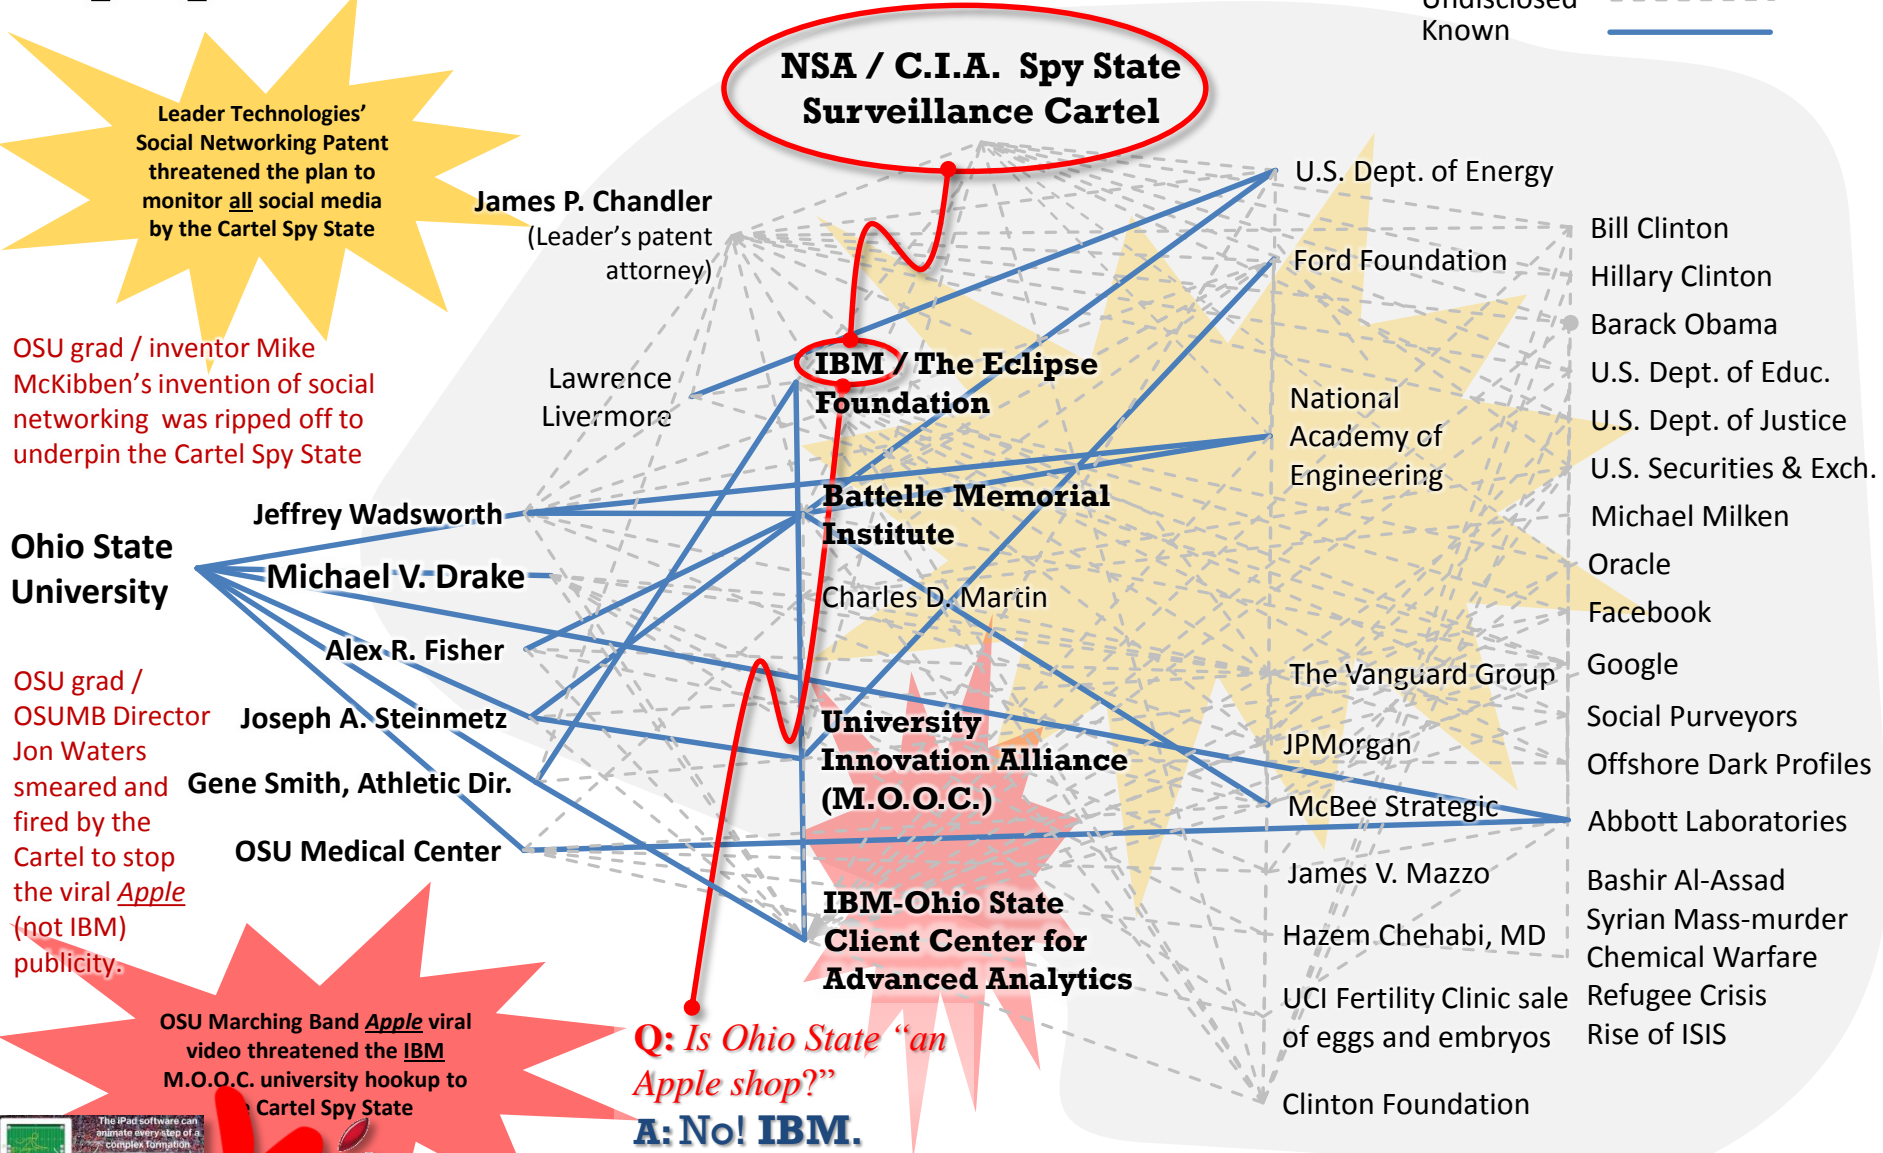 Undisclosed
Known
NSA / C.I.A. Spy State
Surveillance Cartel
Leader Technologies’
Social Networking Patent
threatened the plan to
monitor all social media
by the Cartel Spy State
James P. Chandler
(Leader’s patent
attorney)
U.S. Dept. of Energy
Ford Foundation
Bill Clinton
Hillary Clinton
Barack Obama
U.S. Dept. of Educ.
U.S. Dept. of Justice
U.S. Securities & Exch.
Michael Milken
Oracle
Facebook
Google
Social Purveyors
Offshore Dark Profiles
Abbott Laboratories
Bashir Al-Assad
Syrian Mass-murder
Chemical Warfare
Refugee Crisis
Rise of ISIS
OSU grad / inventor Mike
McKibben’s invention of social
networking was ripped off to
underpin the Cartel Spy State
Lawrence
Livermore
IBM / The Eclipse
Foundation
National
Academy of
Engineering
Jeffrey Wadsworth
Battelle Memorial
Institute
Ohio State
University
Michael V. Drake
Charles D. Martin
Alex R. Fisher
The Vanguard Group
OSU grad /
OSUMB Director
Jon Waters
smeared and
fired by the
Cartel to stop
the viral Apple
(not IBM)
publicity.
Joseph A. Steinmetz
University
Innovation Alliance
(M.O.O.C.)
JPMorgan
Gene Smith, Athletic Dir.
McBee Strategic
OSU Medical Center
James V. Mazzo
IBM-Ohio State
Client Center for
Advanced Analytics
Hazem Chehabi, MD
UCI Fertility Clinic sale
of eggs and embryos
Clinton Foundation
OSU Marching Band Apple viral
video threatened the IBM
M.O.O.C. university hookup to
Cartel Spy State
Q: Is Ohio State “an
Apple shop?”
A: No! IBM.
The iPad software can
animate every step of a
complex formation